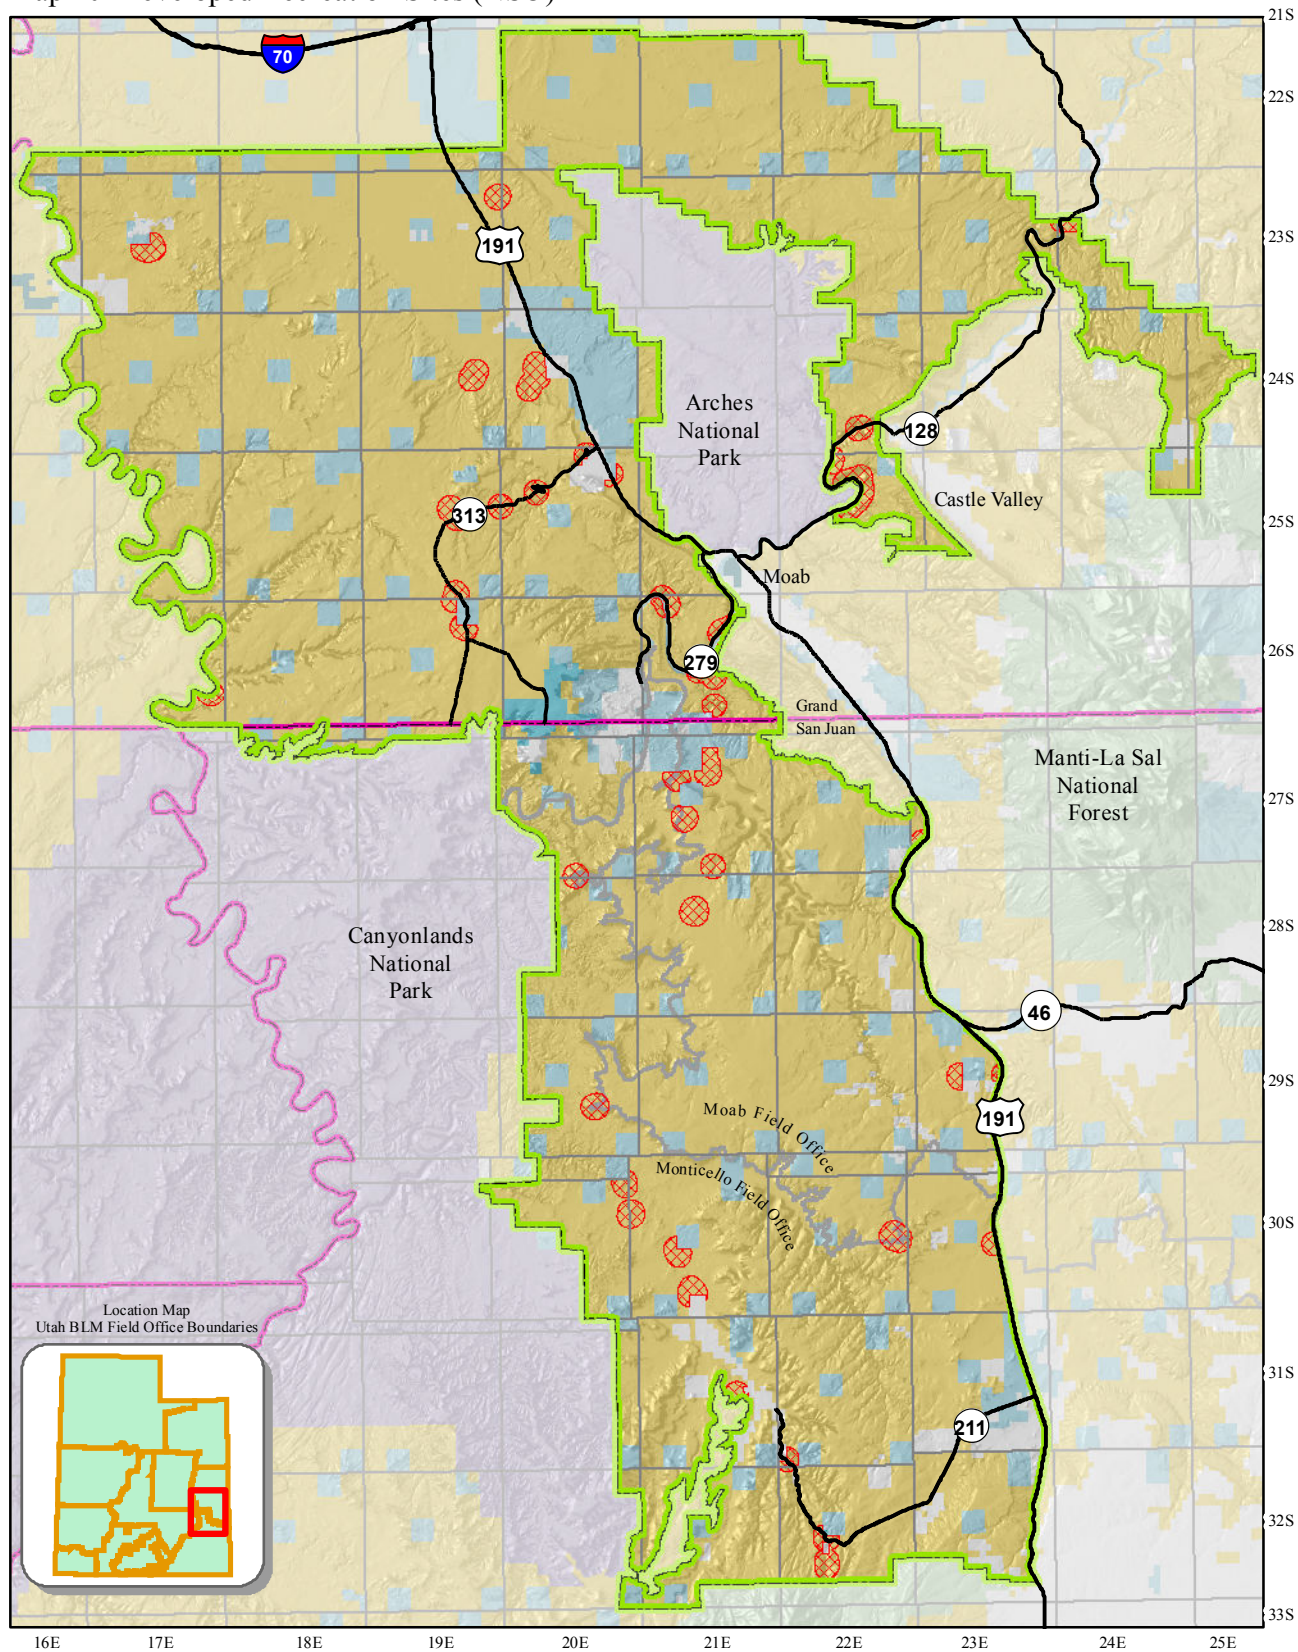 70
21S
22S
191
23S
Arches
National
Park
24S
128
Castle Valley
313
25S
Moab
279
26S
Grand
San Juan
Manti-La Sal
National
Forest
27S
Canyonlands
National
Park
28S
46
29S
Moab Field Office
191
Monticello Field Office
30S
Location Map
Utah BLM Field Office Boundaries
31S
211
32S
33S
16E 17E 18E 19E 20E 21E 22E 23E 24E 25E